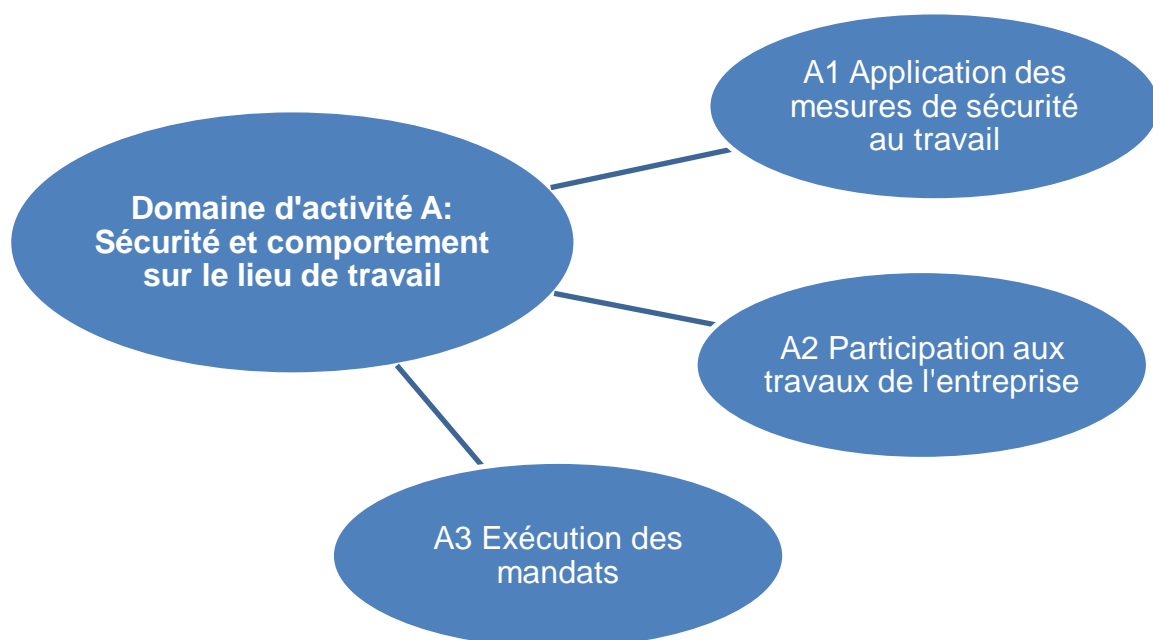 A1 Application des
mesures de sécurité
au travail
Domaine d'activité A:
Sécurité et comportement
sur le lieu de travail
A2 Participation aux
travaux de l'entreprise
A3 Exécution des
mandats